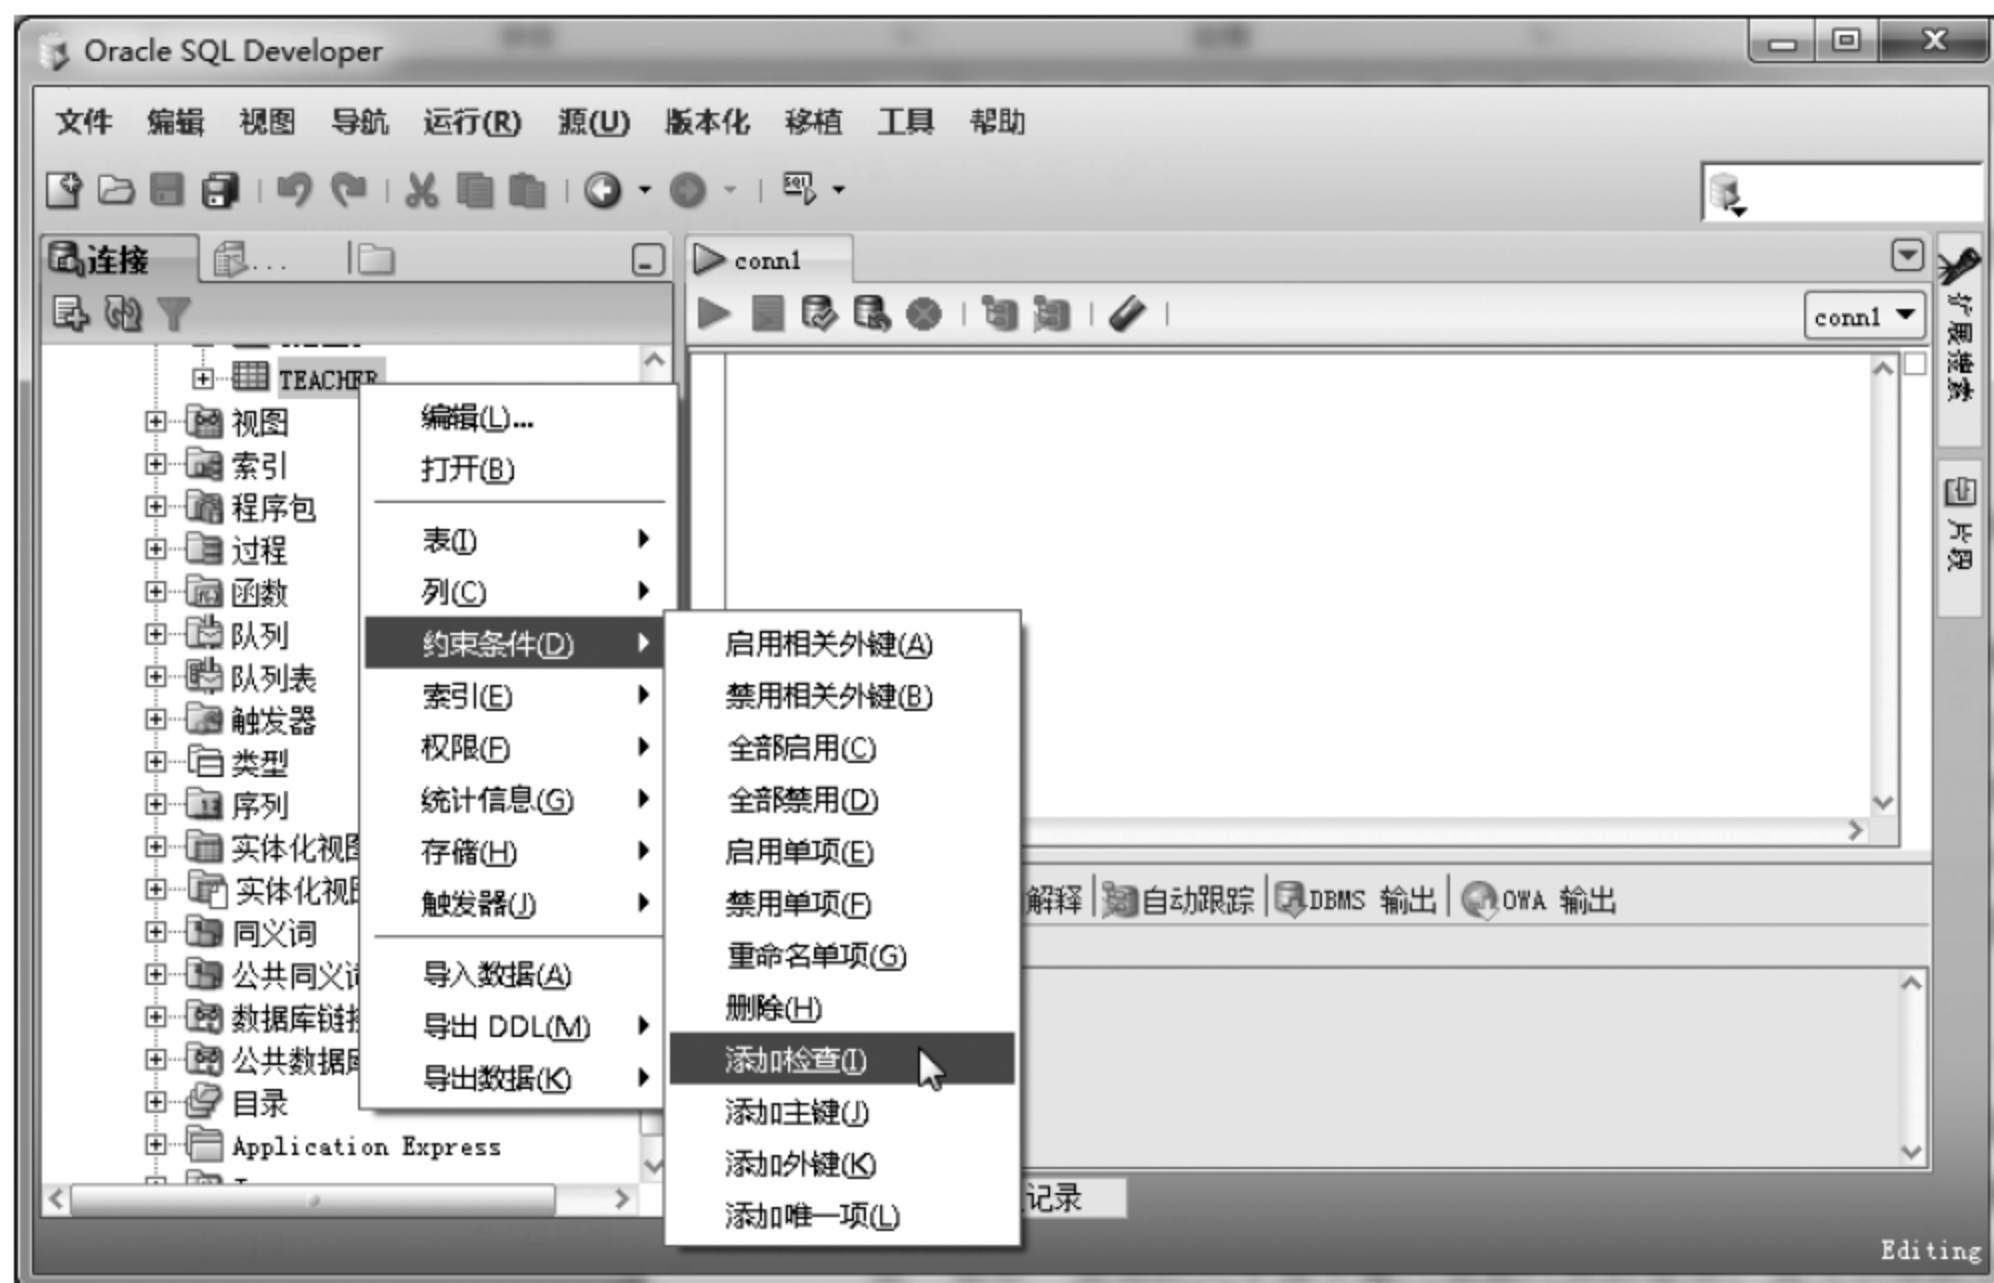 Oracle SQL Developer
文件 编辑 视图 导航 运行(R) 源(U) 版本化 移植 工具 帮助
连接
...
conn1
conn1
扩展搜索
片段
TEACHER
视图
索引
程序包
过程
函数
队列
队列表
触发器
类型
序列
实体化视图
实体化视图
同义词
公共同义词
数据库链接
公共数据库
目录
Application Express
编辑(L)...
打开(B)
表(I)
列(C)
约束条件(D)
索引(E)
权限(F)
统计信息(G)
存储(H)
触发器(J)
导入数据(A)
导出 DDL(M)
导出数据(K)
启用相关外键(A)
禁用相关外键(B)
全部启用(C)
全部禁用(D)
启用单项(E)
禁用单项(F)
重命名单项(G)
删除(H)
添加检查(I)
添加主键(J)
添加外键(K)
添加唯一项(L)
解释 自动跟踪 DBMS 输出 OWA 输出
记录
Editing